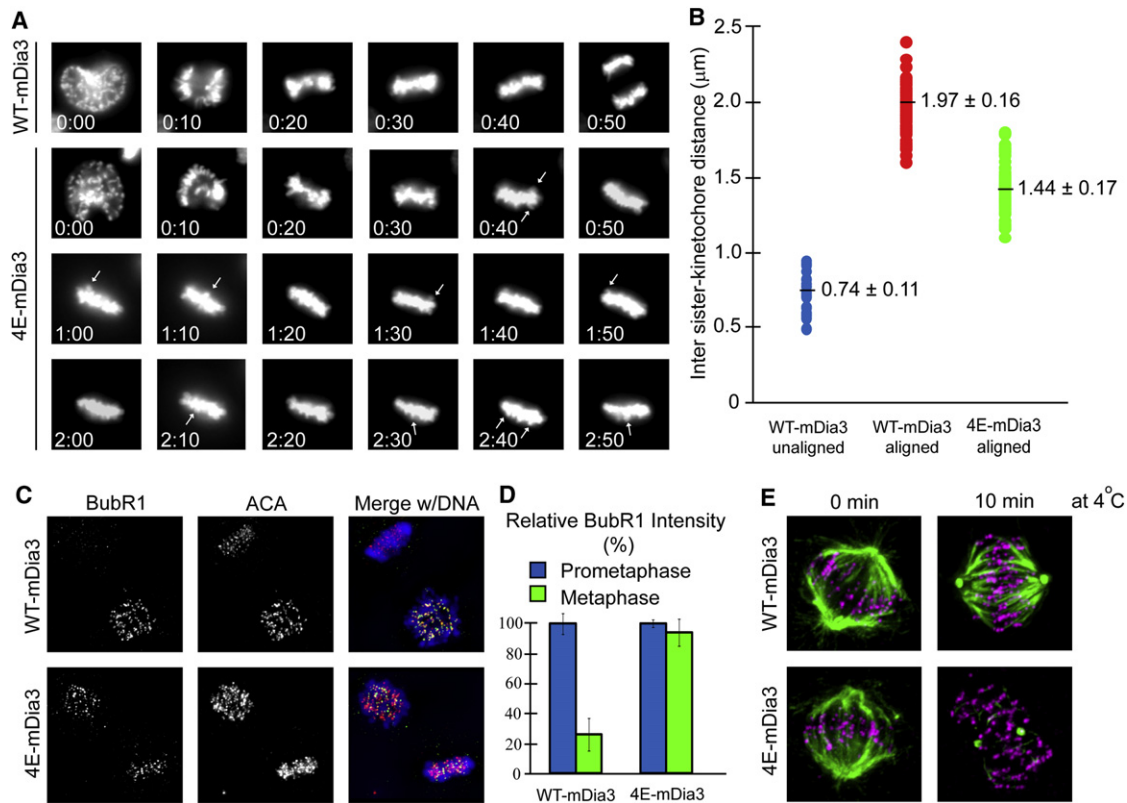 A
WT-mDia3
0:00 0:10 0:20 0:30 0:40 0:50
4E-mDia3
0:00 0:10 0:20 0:30 0:40 0:50
1:00 1:10 1:20 1:30 1:40 1:50
2:00 2:10 2:20 2:30 2:40 2:50
B
Inter sister-kinetochore distance (μm)
2.5
2.0
1.5
1.0
0.5
0
1.97 ± 0.16
1.44 ± 0.17
0.74 ± 0.11
WT-mDia3 unaligned
WT-mDia3 aligned
4E-mDia3 aligned
C
BubR1 ACA Merge w/DNA
WT-mDia3
4E-mDia3
D
Relative BubR1 Intensity
(%)
Prometaphase
Metaphase
100
80
60
40
20
0
WT-mDia3 4E-mDia3
E
0 min 10 min at 4°C
WT-mDia3
4E-mDia3